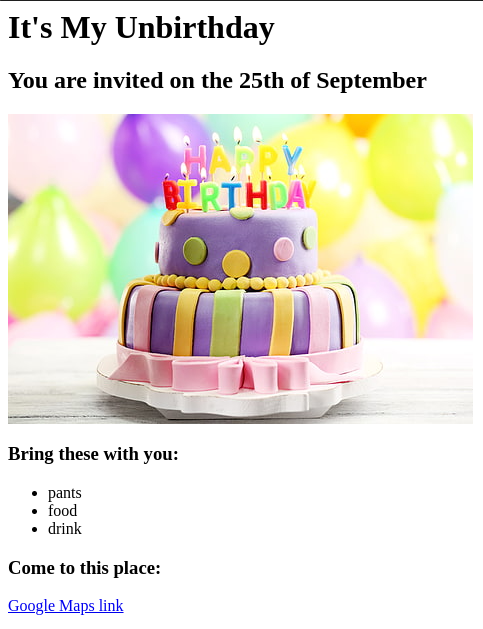 It's My Unbirthday
You are invited on the 25th of September
HAPPY
BIRTHDAY
Bring these with you:
pants
food
drink
Come to this place:
Google Maps link